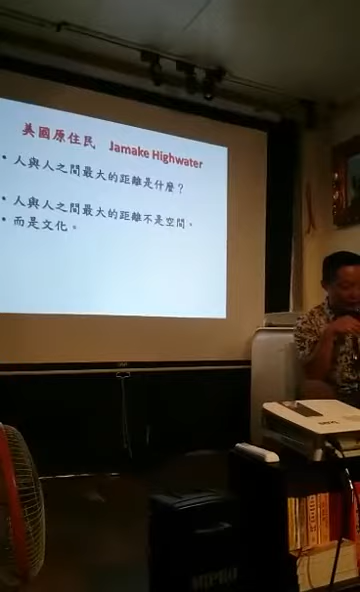 美國原住民 Jamake Highwater
• 人與人之間最大的距離是什麼？
• 人與人之間最大的距離不是空間。
• 而是文化。
MIPRO